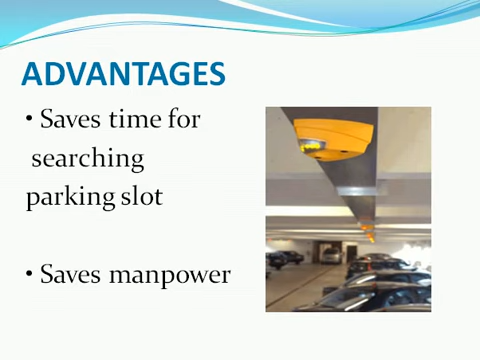 ADVANTAGES
• Saves time for
searching
parking slot
• Saves manpower